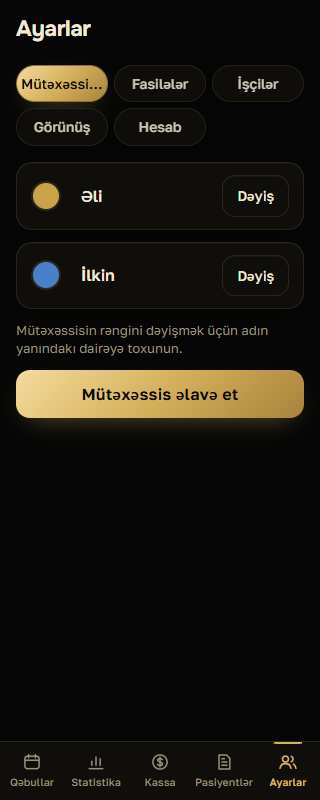 Ayarlar
Mütəxəssi...
Fasilələr
İşçilər
Görünüş
Hesab
Əli
Dəyiş
İlkin
Dəyiş
Mütəxəssisin rəngini dəyişmək üçün adın
yanındakı dairəyə toxunun.
Mütəxəssis əlavə et
Qəbullar
Statistika
Kassa
Pasiyentlər
Ayarlar